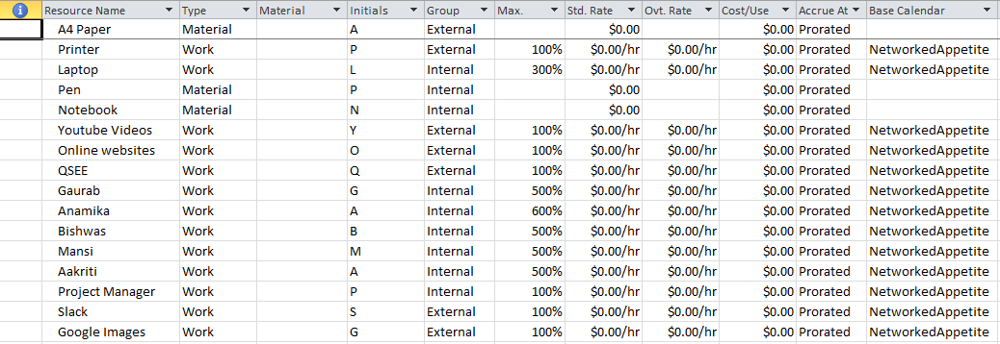 Resource Name Type Material Initials Group Max. Std. Rate Ovt. Rate Cost/Use Accrue At Base Calendar
A4 Paper Material A External $0.00 $0.00 Prorated
Printer Work P External 100% $0.00/hr $0.00/hr $0.00 Prorated NetworkedAppetite
Laptop Work L Internal 300% $0.00/hr $0.00/hr $0.00 Prorated NetworkedAppetite
Pen Material P Internal $0.00 $0.00 Prorated
Notebook Material N Internal $0.00 $0.00 Prorated
Youtube Videos Work Y External 100% $0.00/hr $0.00/hr $0.00 Prorated NetworkedAppetite
Online websites Work O External 100% $0.00/hr $0.00/hr $0.00 Prorated NetworkedAppetite
QSEE Work Q External 100% $0.00/hr $0.00/hr $0.00 Prorated NetworkedAppetite
Gaurab Work G Internal 500% $0.00/hr $0.00/hr $0.00 Prorated NetworkedAppetite
Anamika Work A Internal 600% $0.00/hr $0.00/hr $0.00 Prorated NetworkedAppetite
Bishwas Work B Internal 500% $0.00/hr $0.00/hr $0.00 Prorated NetworkedAppetite
Mansi Work M Internal 500% $0.00/hr $0.00/hr $0.00 Prorated NetworkedAppetite
Aakriti Work A Internal 500% $0.00/hr $0.00/hr $0.00 Prorated NetworkedAppetite
Project Manager Work P Internal 100% $0.00/hr $0.00/hr $0.00 Prorated NetworkedAppetite
Slack Work S External 100% $0.00/hr $0.00/hr $0.00 Prorated NetworkedAppetite
Google Images Work G External 100% $0.00/hr $0.00/hr $0.00 Prorated NetworkedAppetite